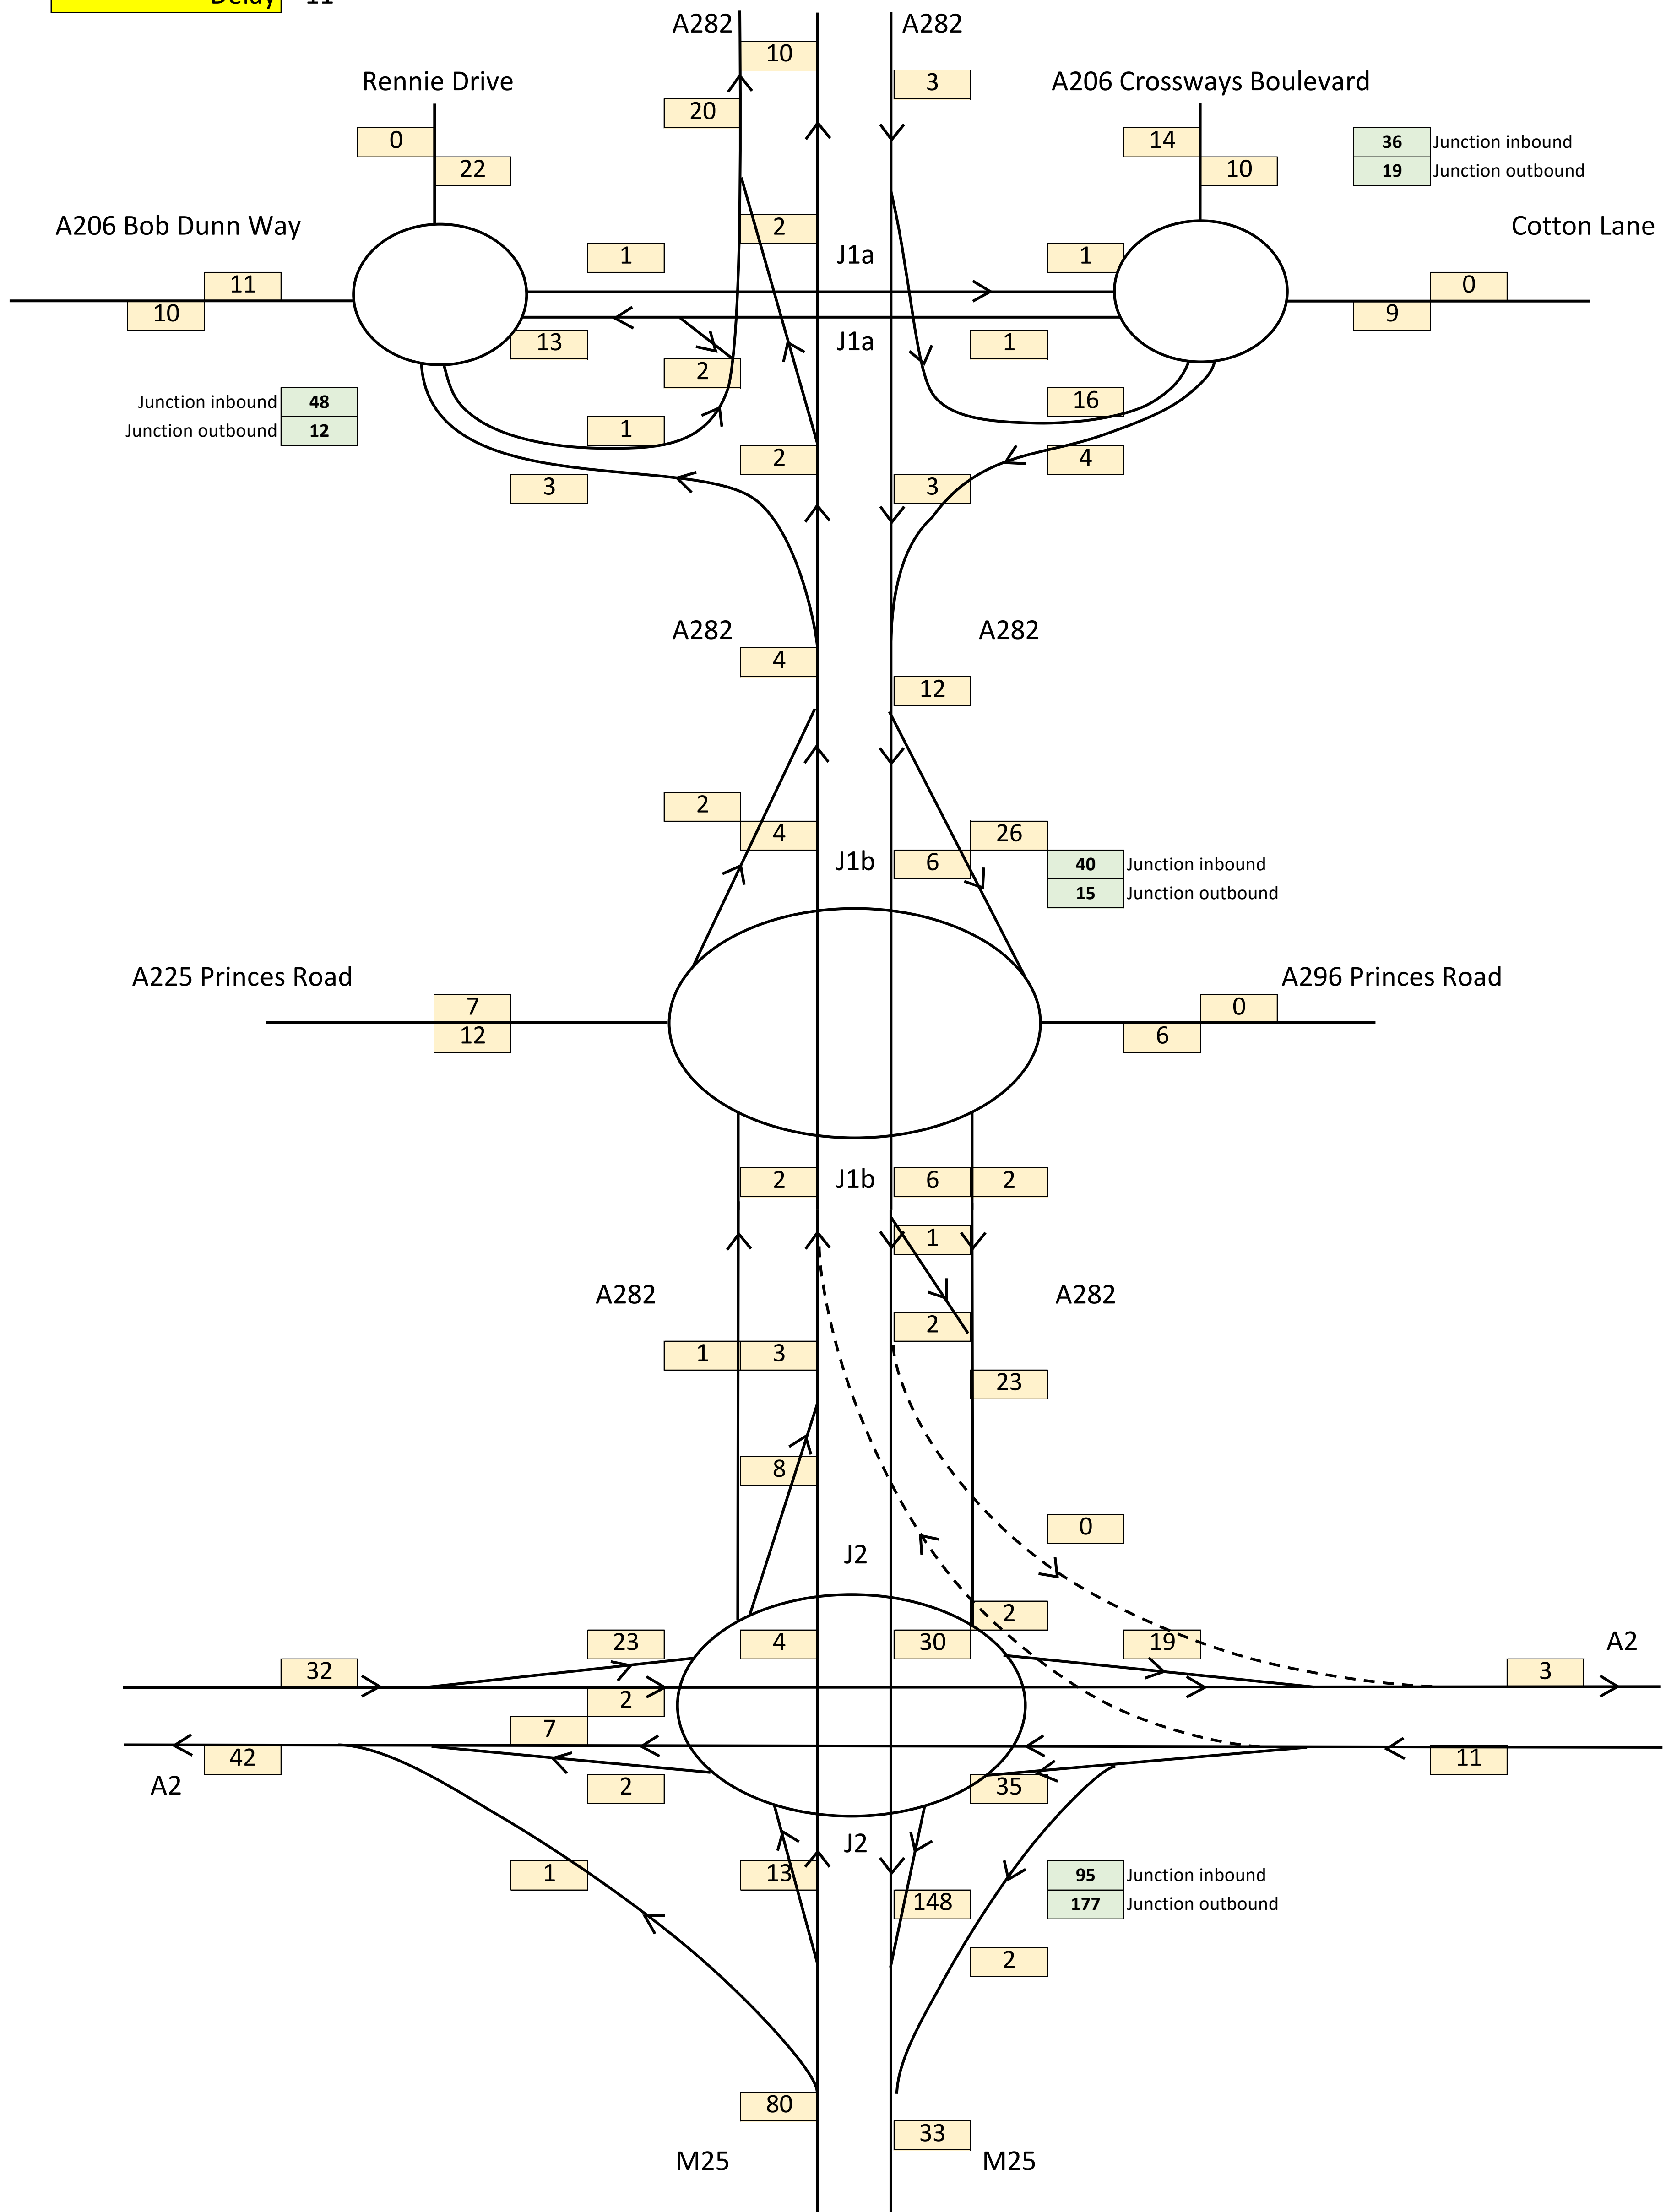 Delay 11
A282 A282
10
3
Rennie Drive A206 Crossways Boulevard
20
0 14 36 Junction inbound
22 10 19 Junction outbound
A206 Bob Dunn Way 2 Cotton Lane
1 J1a 1
11 0
10 9
13 J1a 1
2
Junction inbound 48 16
Junction outbound 12 1
2 4
3 3
A282 A282
4
12
2
4 26
J1b 6 40 Junction inbound
15 Junction outbound
A225 Princes Road A296 Princes Road
7 0
12 6
2 J1b 6 2
1
A282 A282
2
1 3
23
8
0
J2
2
23 4 30 19 A2
32 3
2
7
42 11
A2 2 35
J2
1 13 95 Junction inbound
148 177 Junction outbound
2
80
33
M25 M25